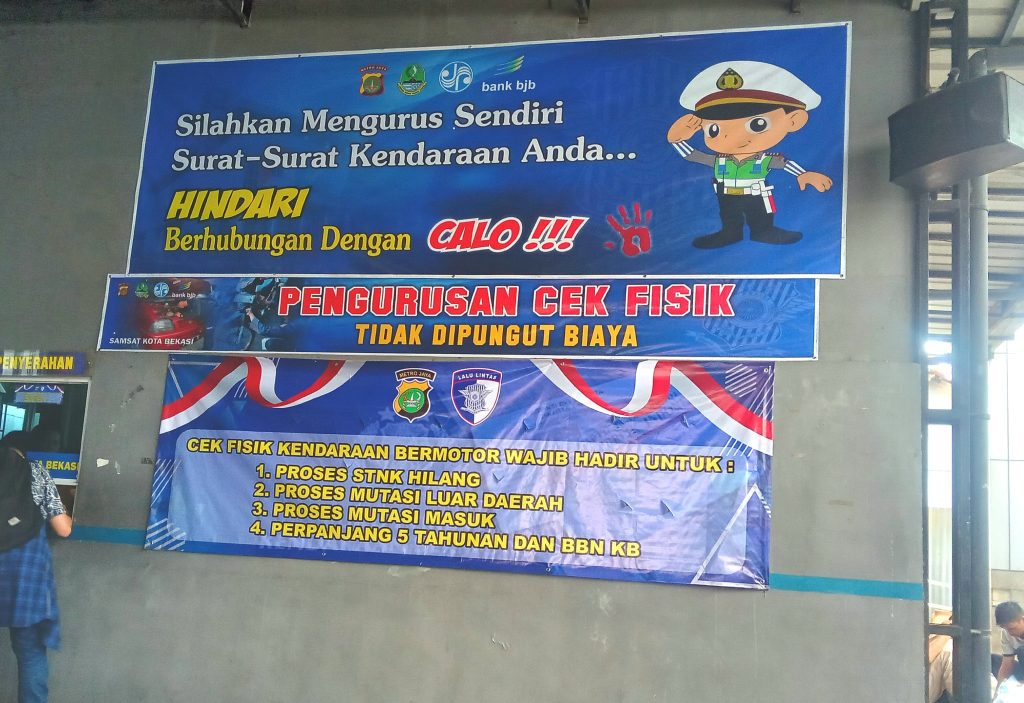 METRO JAYA
bank bjb
Silahkan Mengurus Sendiri
Surat-Surat Kendaraan Anda...
HINDARI
Berhubungan Dengan CALO !!!
bank bjb
PENGURUSAN CEK FISIK
TIDAK DIPUNGUT BIAYA
SAMSAT KOTA BEKASI
PENYERAHAN
BEKASI
METRO JAYA
LALU LINTAS
CEK FISIK KENDARAAN BERMOTOR WAJIB HADIR UNTUK :
1. PROSES STNK HILANG
2. PROSES MUTASI LUAR DAERAH
3. PROSES MUTASI MASUK
4. PERPANJANG 5 TAHUNAN DAN BBN KB